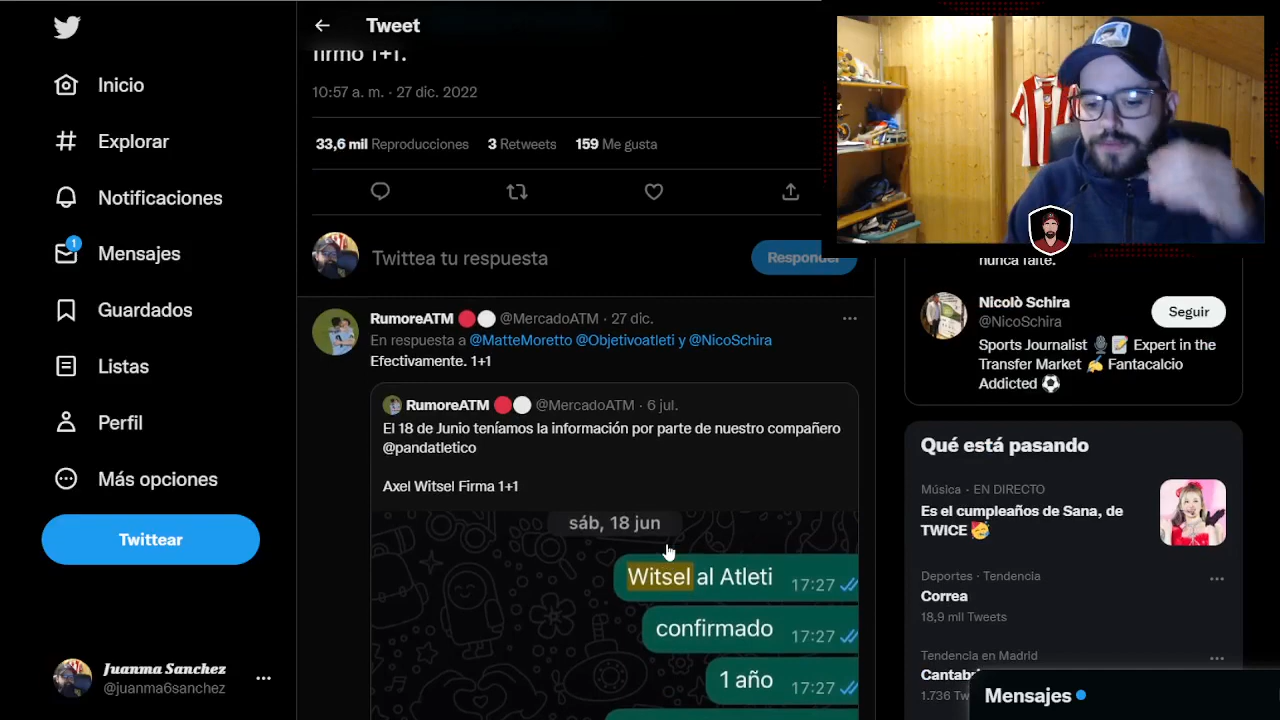 Inicio
Explorar
Notificaciones
1
Mensajes
Guardados
Listas
Perfil
Más opciones
Twittear
Juanma Sanchez
@juanma6sanchez
Tweet
firmo 1+1.
10:57 a. m. · 27 dic. 2022
33,6 mil Reproducciones 3 Retweets 159 Me gusta
Twittea tu respuesta
Responder
RumoreATM 🔴⚪ @MercadoATM · 27 dic.
En respuesta a @MatteMoretto @Objetivoatleti y @NicoSchira
Efectivamente. 1+1
RumoreATM 🔴⚪ @MercadoATM · 6 jul.
El 18 de Junio teníamos la información por parte de nuestro compañero
@pandatletico
Axel Witsel Firma 1+1
sáb, 18 jun
Witsel al Atleti 17:27
confirmado 17:27
1 año 17:27
nunca falte.
Nicolò Schira
@NicoSchira
Seguir
Sports Journalist 🎙️📝 Expert in the
Transfer Market ✍️ Fantacalcio
Addicted ⚽
Qué está pasando
Música · EN DIRECTO
Es el cumpleaños de Sana, de
TWICE 🥳
Deportes · Tendencia
Correa
18,9 mil Tweets
Tendencia en Madrid
Cantab
1.736 Tw
Mensajes